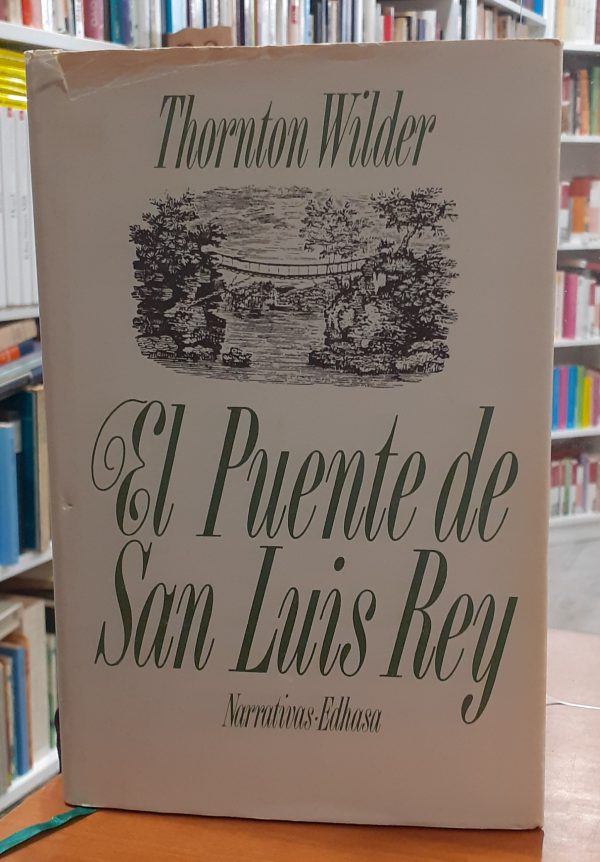 Thornton Wilder
El Puente de
San Luis Rey
Narrativas·Edhasa